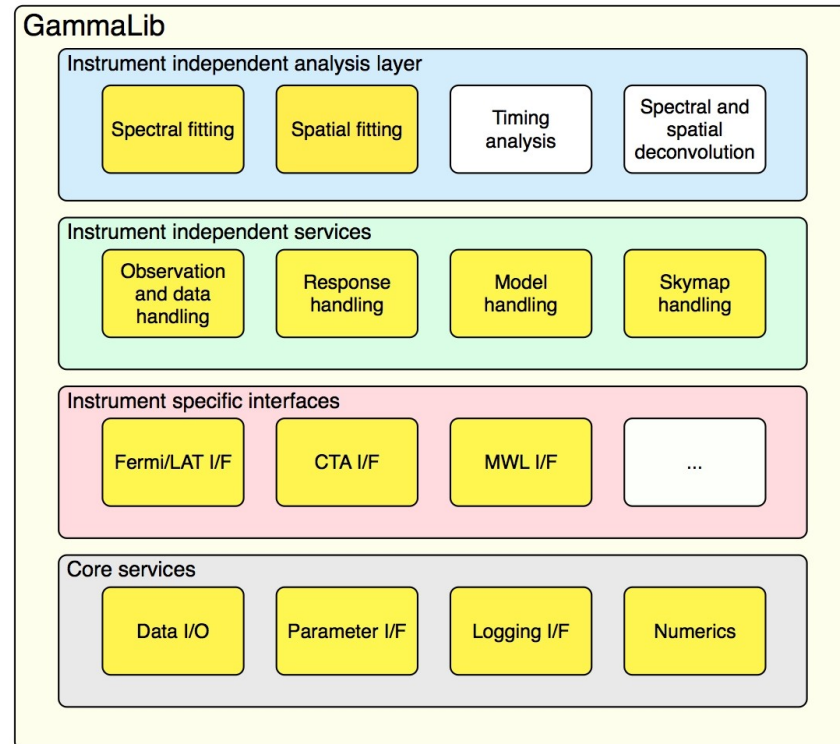 GammaLib
Instrument independent analysis layer
Spectral fitting
Spatial fitting
Timing
analysis
Spectral and
spatial
deconvolution
Instrument independent services
Observation
and data
handling
Response
handling
Model
handling
Skymap
handling
Instrument specific interfaces
Fermi/LAT I/F
CTA I/F
MWL I/F
...
Core services
Data I/O
Parameter I/F
Logging I/F
Numerics